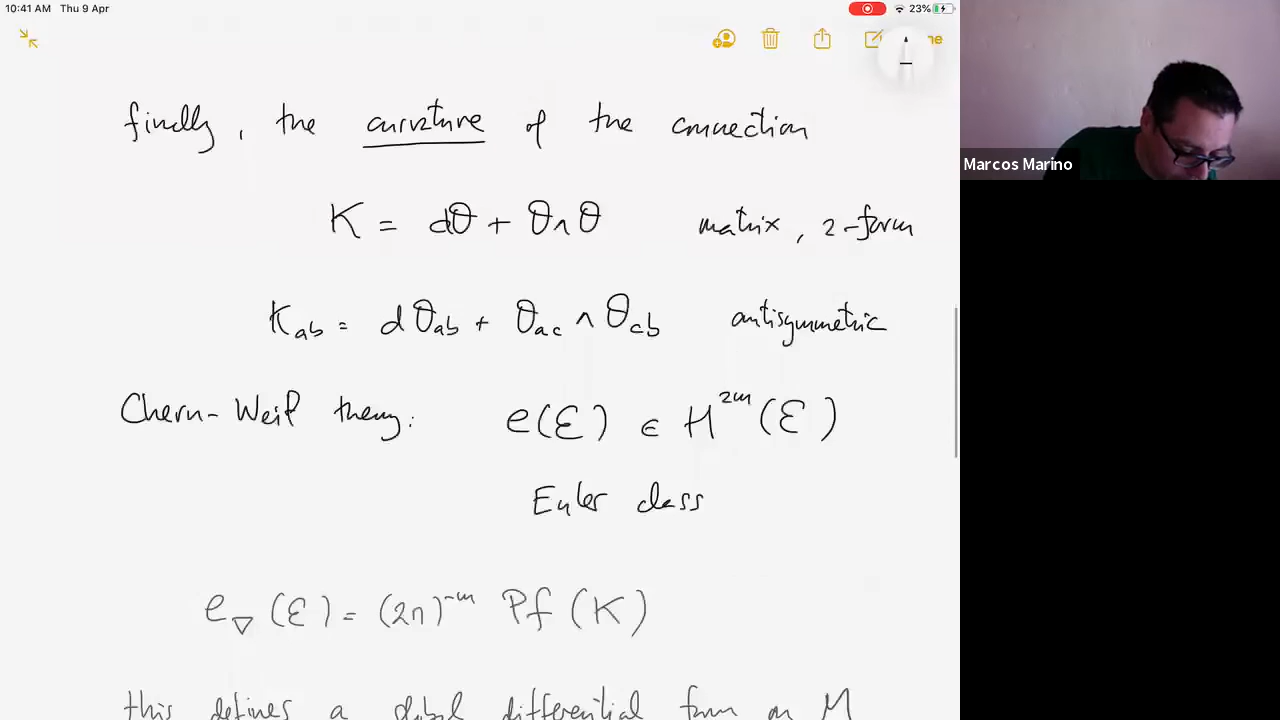 10:41 AM Thu 9 Apr 23%
finally, the curvature of the connection
K = dθ + θ∧θ matrix, 2-form
K_ab = dθ_ab + θ_ac ∧ θ_cb antisymmetric
Chern-Weil theory: e(ℰ) ∈ H^2m(ℰ)
Euler class
e_∇(ℰ) = (2π)^-m Pf(K)
this defines a global differential form on M
Marcos Marino